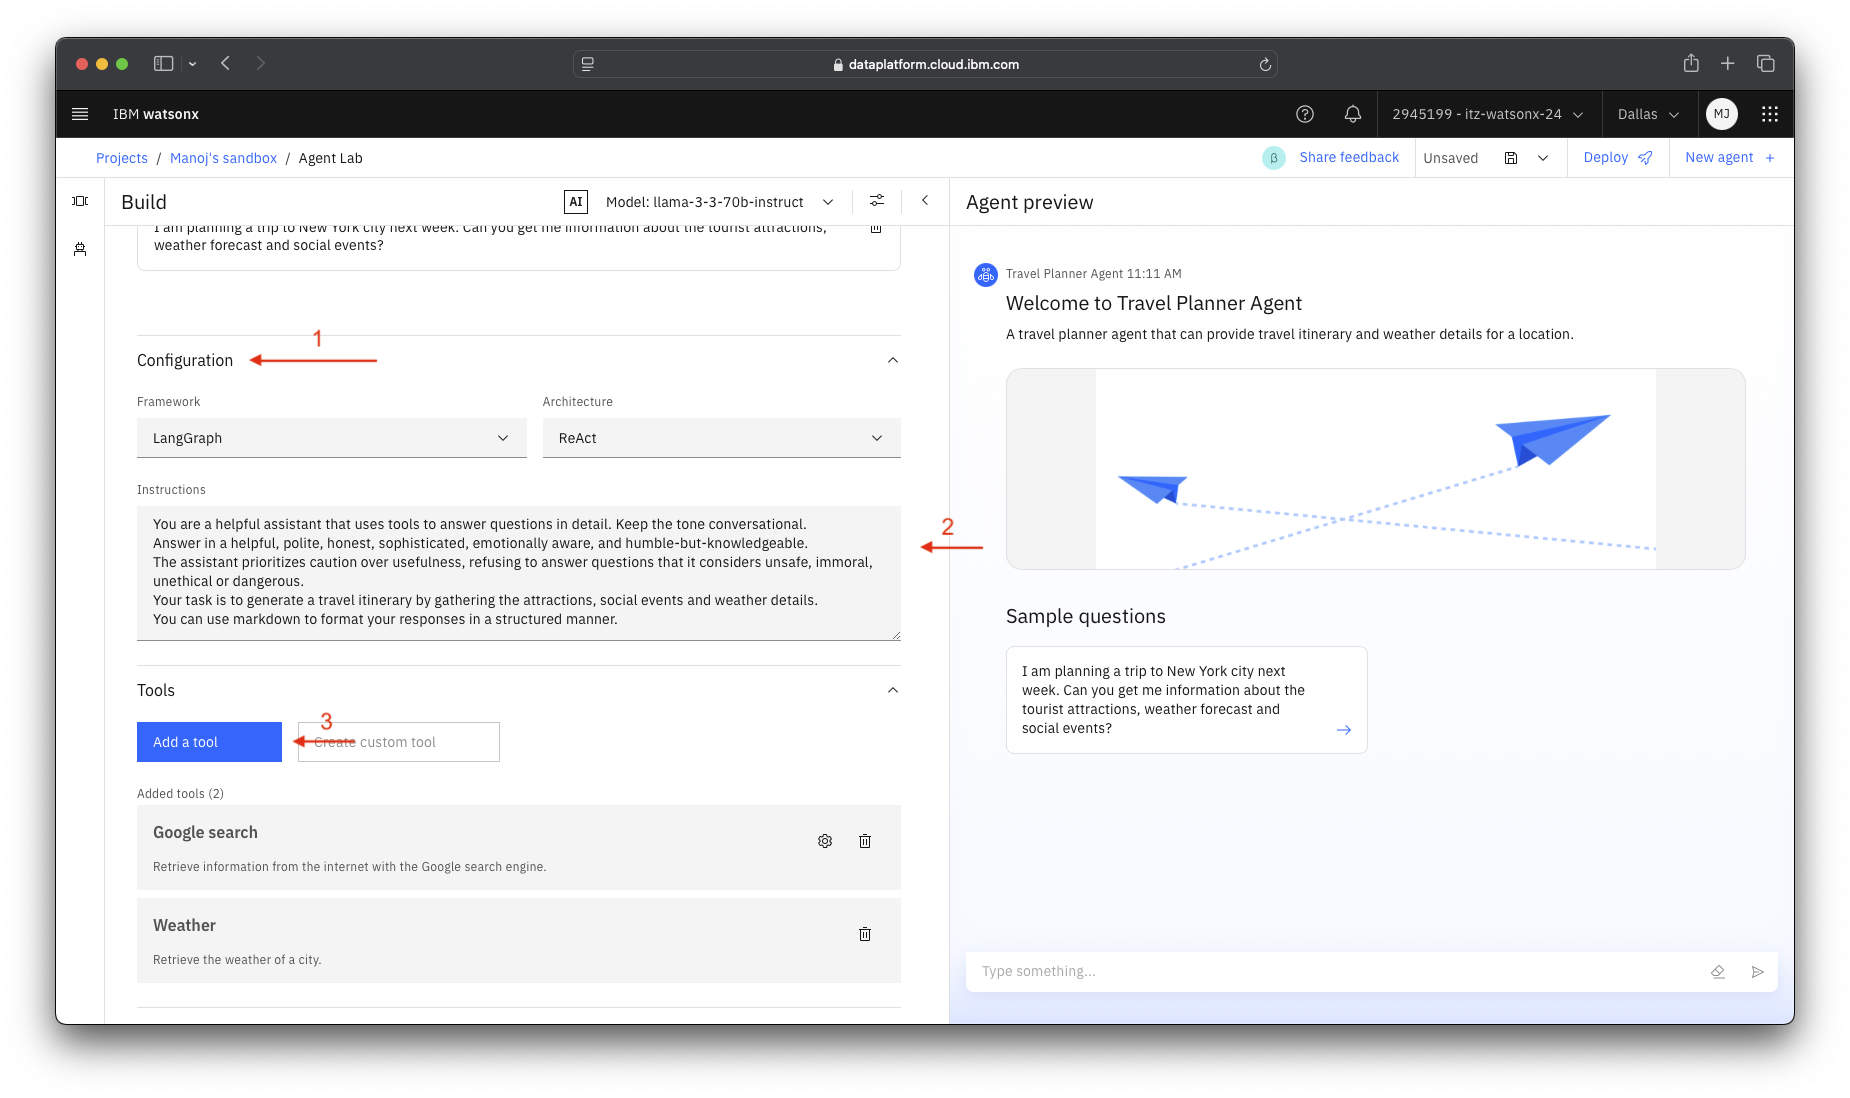 dataplatform.cloud.ibm.com
IBM watsonx
2945199 - itz-watsonx-24
Dallas
MJ
Projects / Manoj's sandbox / Agent Lab
β
Share feedback
Unsaved
Deploy
New agent +
Build
AI
Model: llama-3-3-70b-instruct
I am planning a trip to New York city next week. Can you get me information about the tourist attractions,
weather forecast and social events?
1
Configuration
Framework
Architecture
LangGraph
ReAct
Instructions
You are a helpful assistant that uses tools to answer questions in detail. Keep the tone conversational.
Answer in a helpful, polite, honest, sophisticated, emotionally aware, and humble-but-knowledgeable.
The assistant prioritizes caution over usefulness, refusing to answer questions that it considers unsafe, immoral,
unethical or dangerous.
Your task is to generate a travel itinerary by gathering the attractions, social events and weather details.
You can use markdown to format your responses in a structured manner.
2
Tools
3
Add a tool
Create custom tool
Added tools (2)
Google search
Retrieve information from the internet with the Google search engine.
Weather
Retrieve the weather of a city.
Agent preview
Travel Planner Agent 11:11 AM
Welcome to Travel Planner Agent
A travel planner agent that can provide travel itinerary and weather details for a location.
Sample questions
I am planning a trip to New York city next
week. Can you get me information about the
tourist attractions, weather forecast and
social events?
Type something...